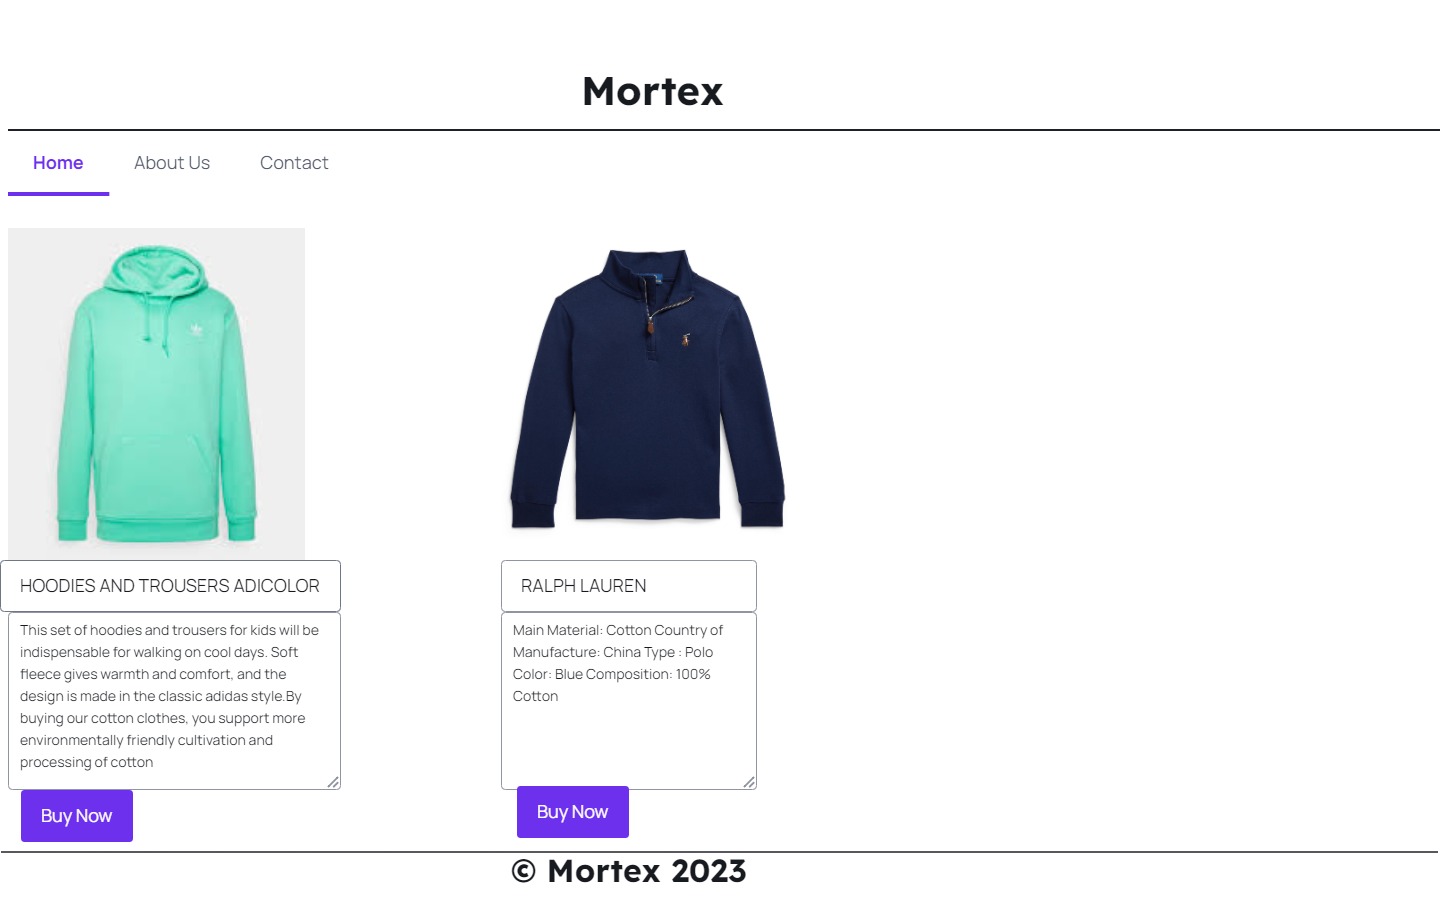 Mortex
Home
About Us
Contact
HOODIES AND TROUSERS ADICOLOR
This set of hoodies and trousers for kids will be
indispensable for walking on cool days. Soft
fleece gives warmth and comfort, and the
design is made in the classic adidas style.By
buying our cotton clothes, you support more
environmentally friendly cultivation and
processing of cotton
Buy Now
RALPH LAUREN
Main Material: Cotton Country of
Manufacture: China Type : Polo
Color: Blue Composition: 100%
Cotton
Buy Now
© Mortex 2023